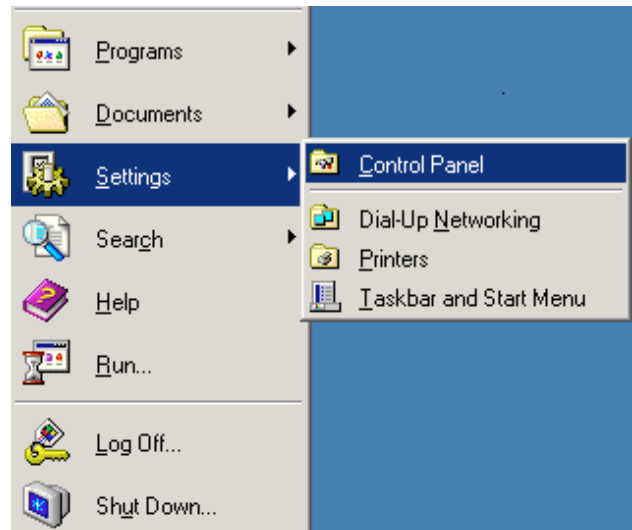 Programs
Documents
Settings
Search
Help
Run...
Log Off...
Shut Down...
Control Panel
Dial-Up Networking
Printers
Taskbar and Start Menu